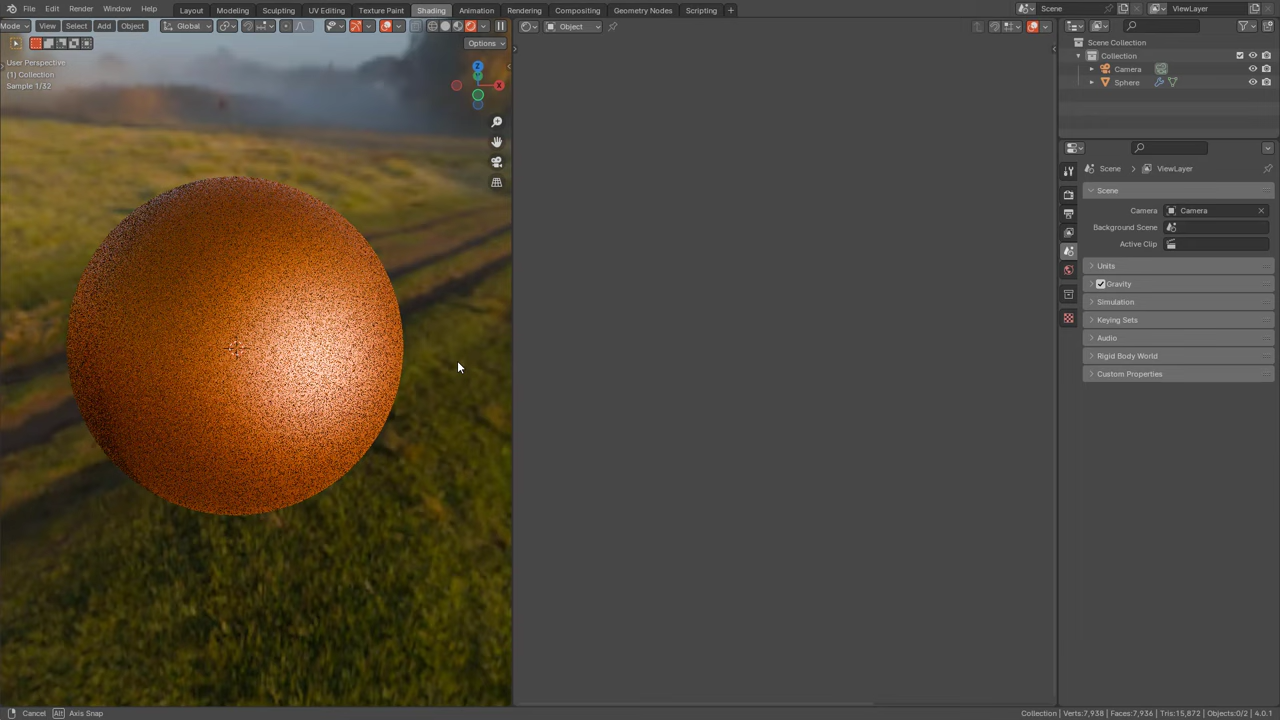 File Edit Render Window Help Layout Modeling Sculpting UV Editing Texture Paint Shading Animation Rendering Compositing Geometry Nodes Scripting + Scene ViewLayer
Mode View Select Add Object Global Object
Options
User Perspective
(1) Collection
Sample 1/32
Z
Y
X
Scene Collection
Collection
Camera
Sphere
Scene > ViewLayer
Scene
Camera Camera
Background Scene
Active Clip
Units
Gravity
Simulation
Keying Sets
Audio
Rigid Body World
Custom Properties
Cancel Alt Axis Snap Collection | Verts:7,938 | Faces:7,936 | Tris:15,872 | Objects:0/2 | 4.0.1